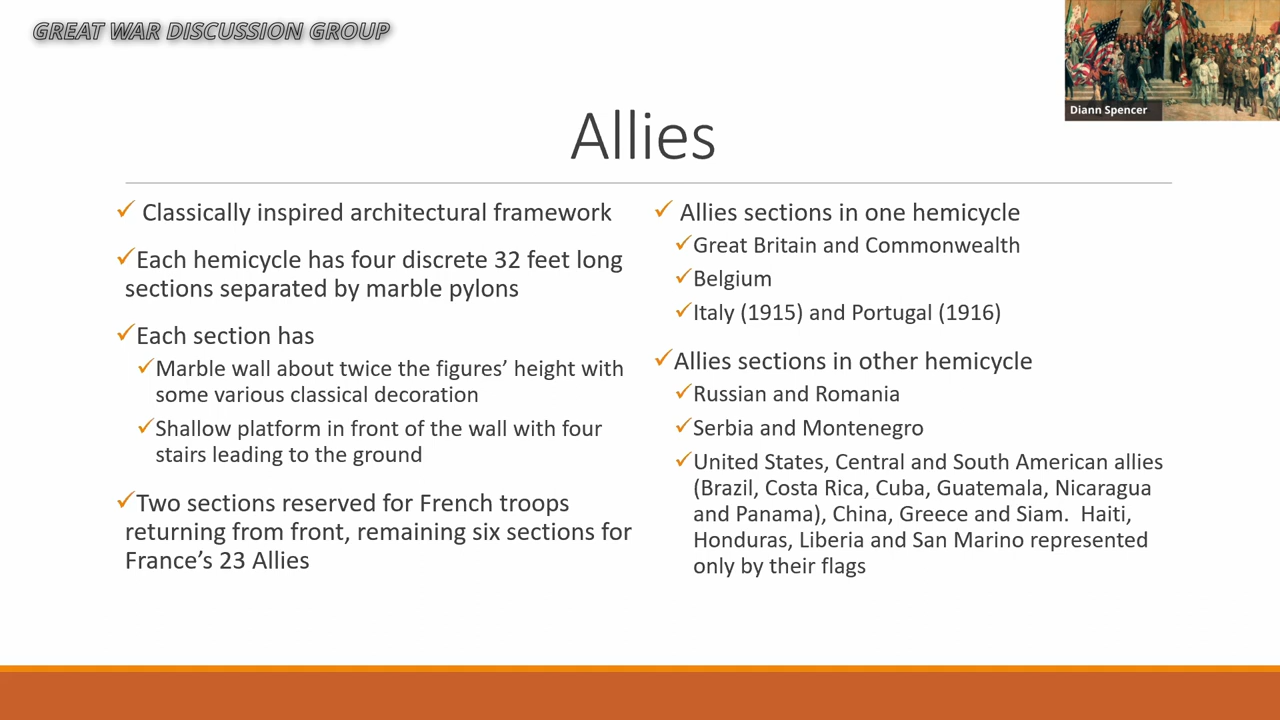 GREAT WAR DISCUSSION GROUP
Diann Spencer
Allies
Classically inspired architectural framework
Each hemicycle has four discrete 32 feet long
sections separated by marble pylons
Each section has
Marble wall about twice the figures’ height with
some various classical decoration
Shallow platform in front of the wall with four
stairs leading to the ground
Two sections reserved for French troops
returning from front, remaining six sections for
France’s 23 Allies
Allies sections in one hemicycle
Great Britain and Commonwealth
Belgium
Italy (1915) and Portugal (1916)
Allies sections in other hemicycle
Russian and Romania
Serbia and Montenegro
United States, Central and South American allies
(Brazil, Costa Rica, Cuba, Guatemala, Nicaragua
and Panama), China, Greece and Siam.  Haiti,
Honduras, Liberia and San Marino represented
only by their flags